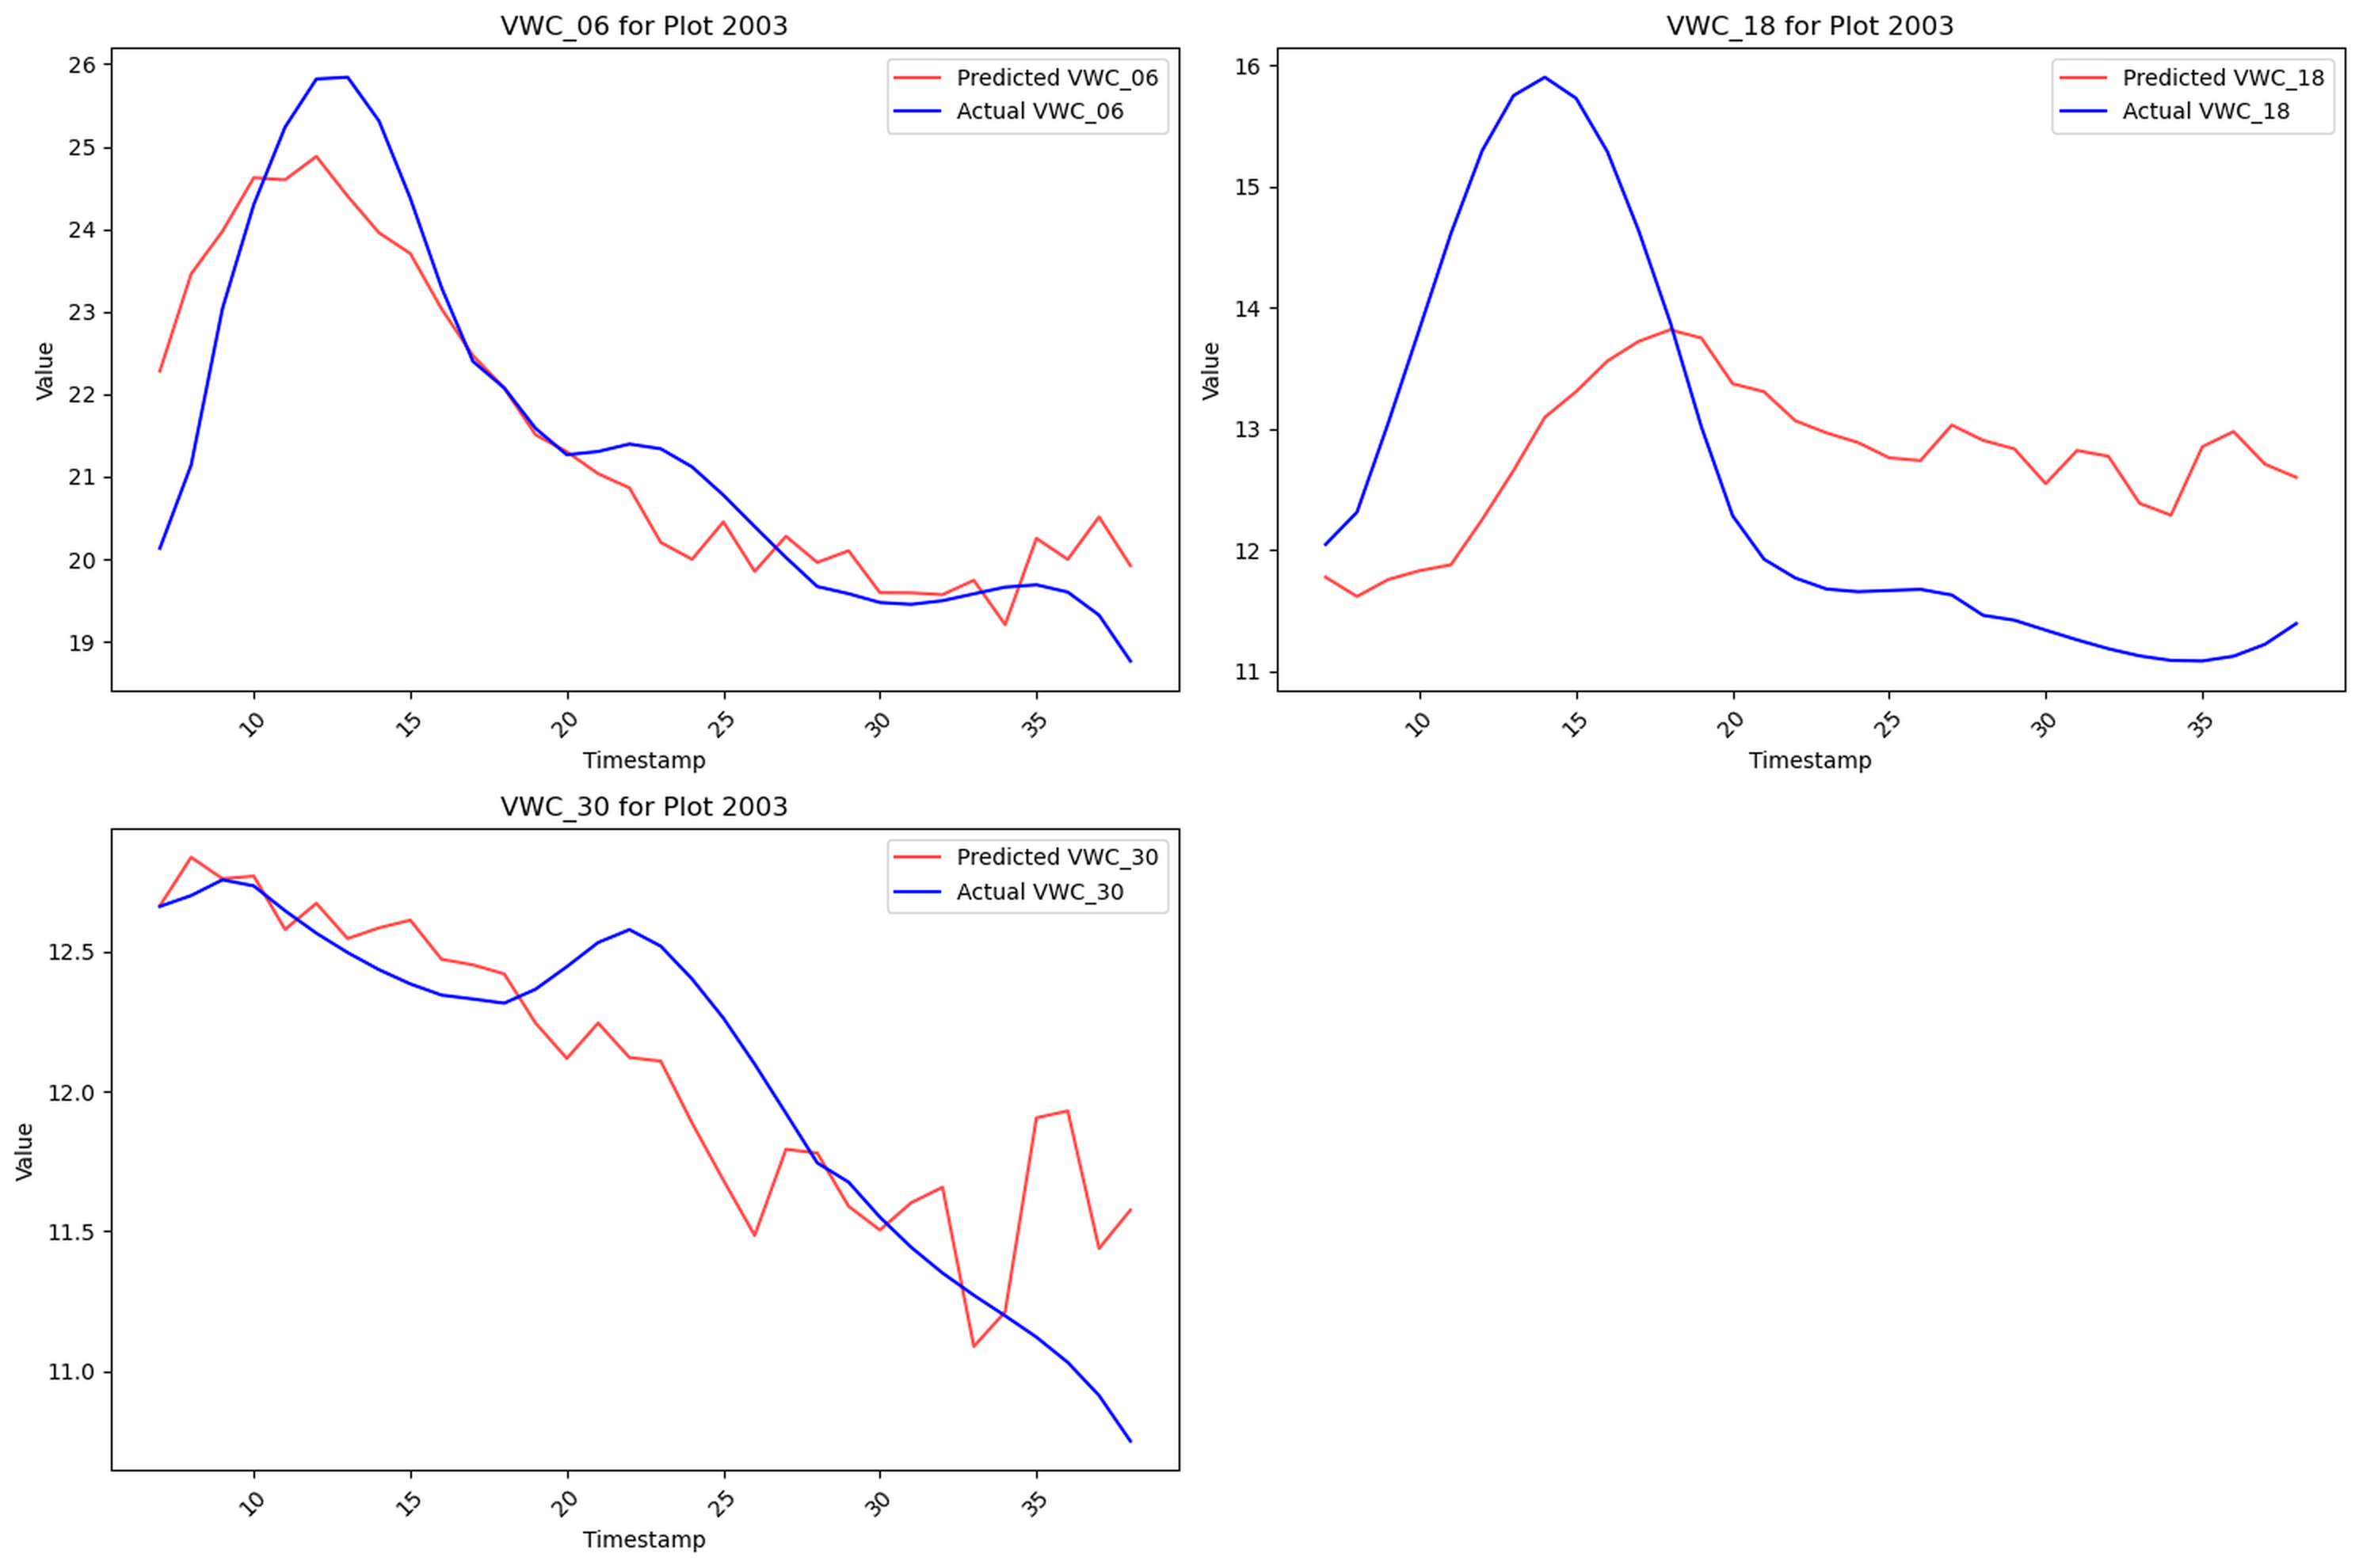 VWC_06 for Plot 2003
Value
26
25
24
23
22
21
20
19
Predicted VWC_06
Actual VWC_06
10 15 20 25 30 35
Timestamp
VWC_18 for Plot 2003
Value
16
15
14
13
12
11
Predicted VWC_18
Actual VWC_18
10 15 20 25 30 35
Timestamp
VWC_30 for Plot 2003
Value
12.5
12.0
11.5
11.0
Predicted VWC_30
Actual VWC_30
10 15 20 25 30 35
Timestamp